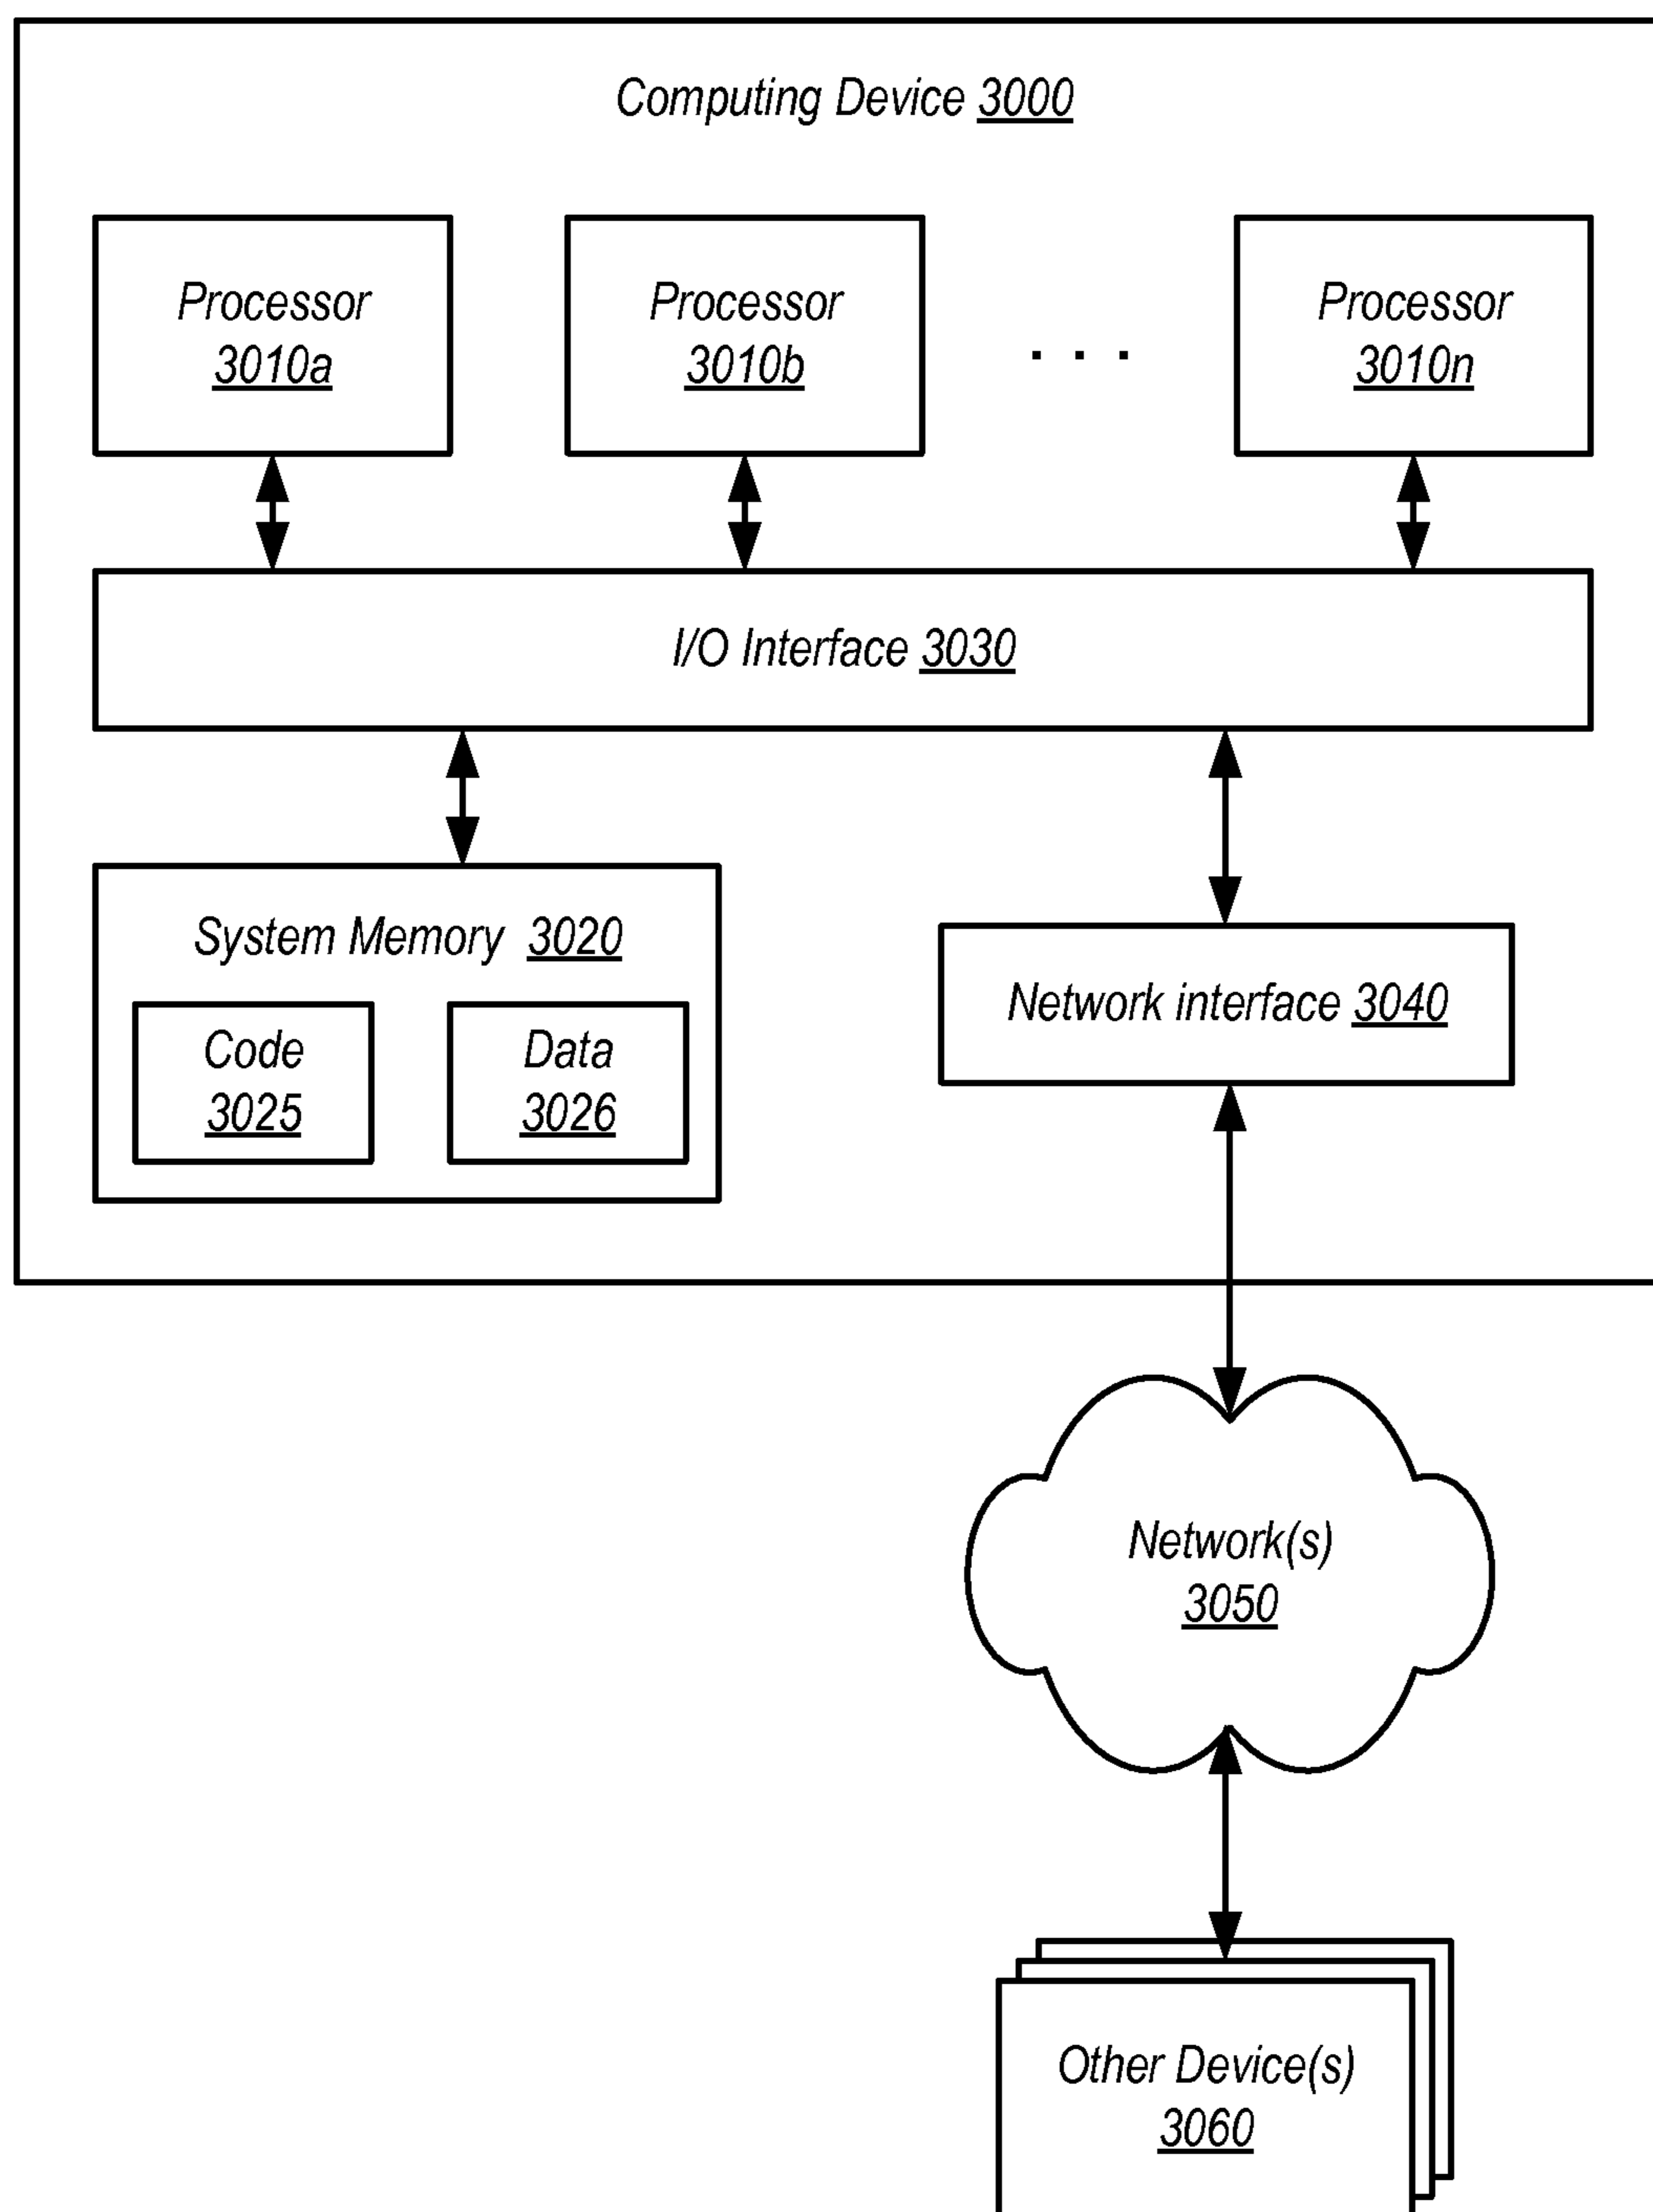 Computing Device 3000
Processor
3010a
Processor
3010b
. . .
Processor
3010n
I/O Interface 3030
System Memory 3020
Code
3025
Data
3026
Network interface 3040
Network(s)
3050
Other Device(s)
3060